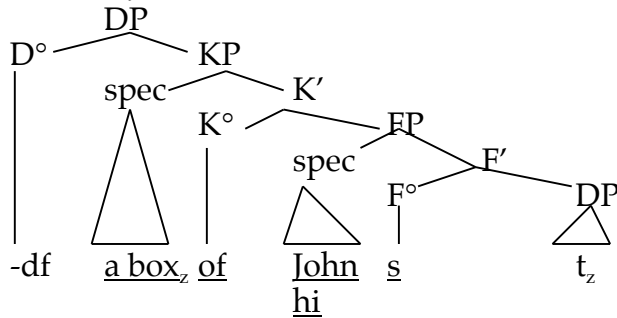 DP
D° KP
spec K’
K° FP
spec F’
F° DP
-df a box_z of John s t_z
hi